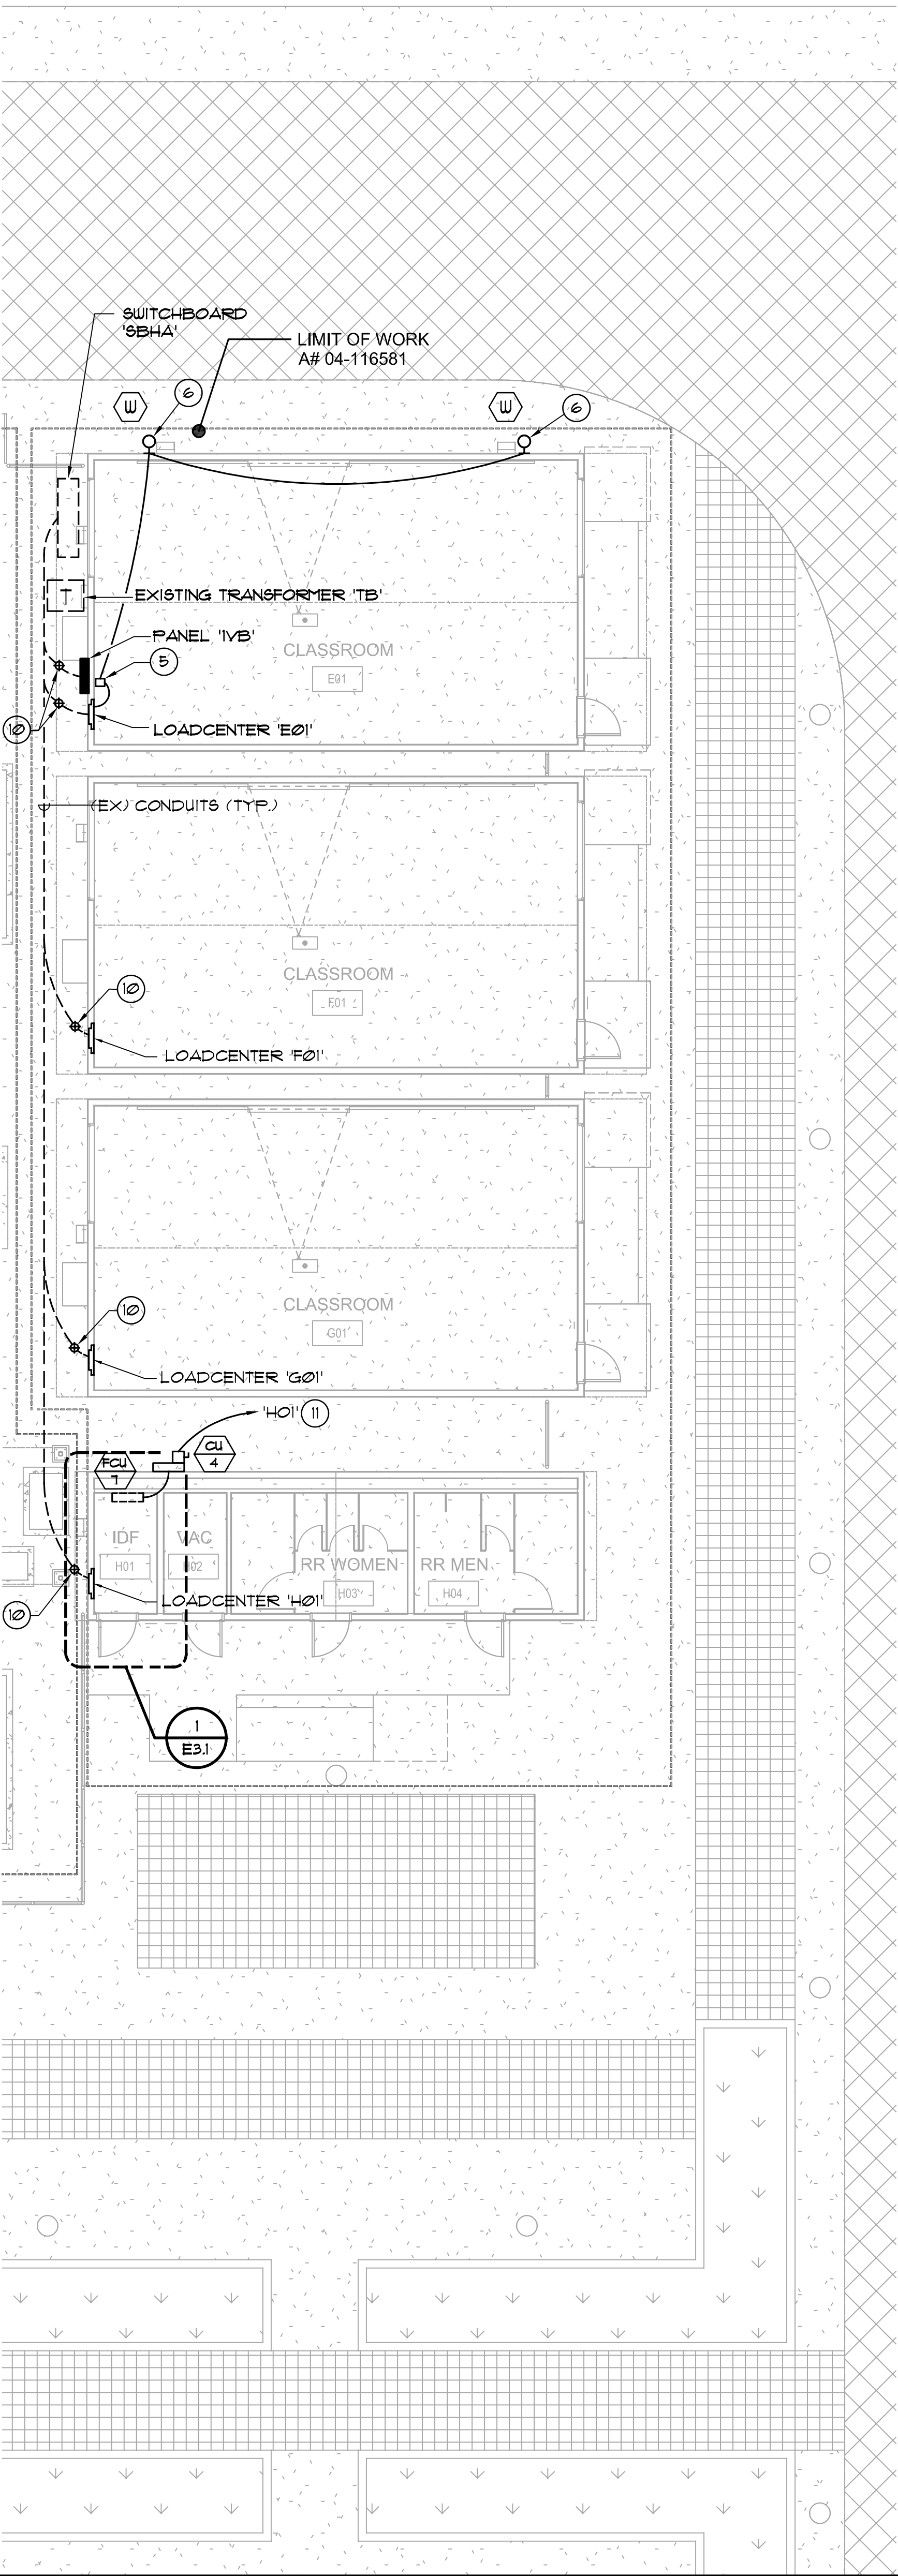 SWITCHBOARD
'SBHA'
LIMIT OF WORK
A# 04-116581
W
6
W
6
T
EXISTING TRANSFORMER 'TB'
PANEL '1VB'
5
CLASSROOM
E01
10
LOADCENTER 'E01'
(EX) CONDUITS (TYP.)
CLASSROOM
F01
10
LOADCENTER 'F01'
CLASSROOM
G01
10
LOADCENTER 'G01'
'H01' 11
FCU
7
CU
4
IDF
H01
VAC
H02
RR WOMEN
H03
RR MEN
H04
LOADCENTER 'H01'
10
1
E3.1